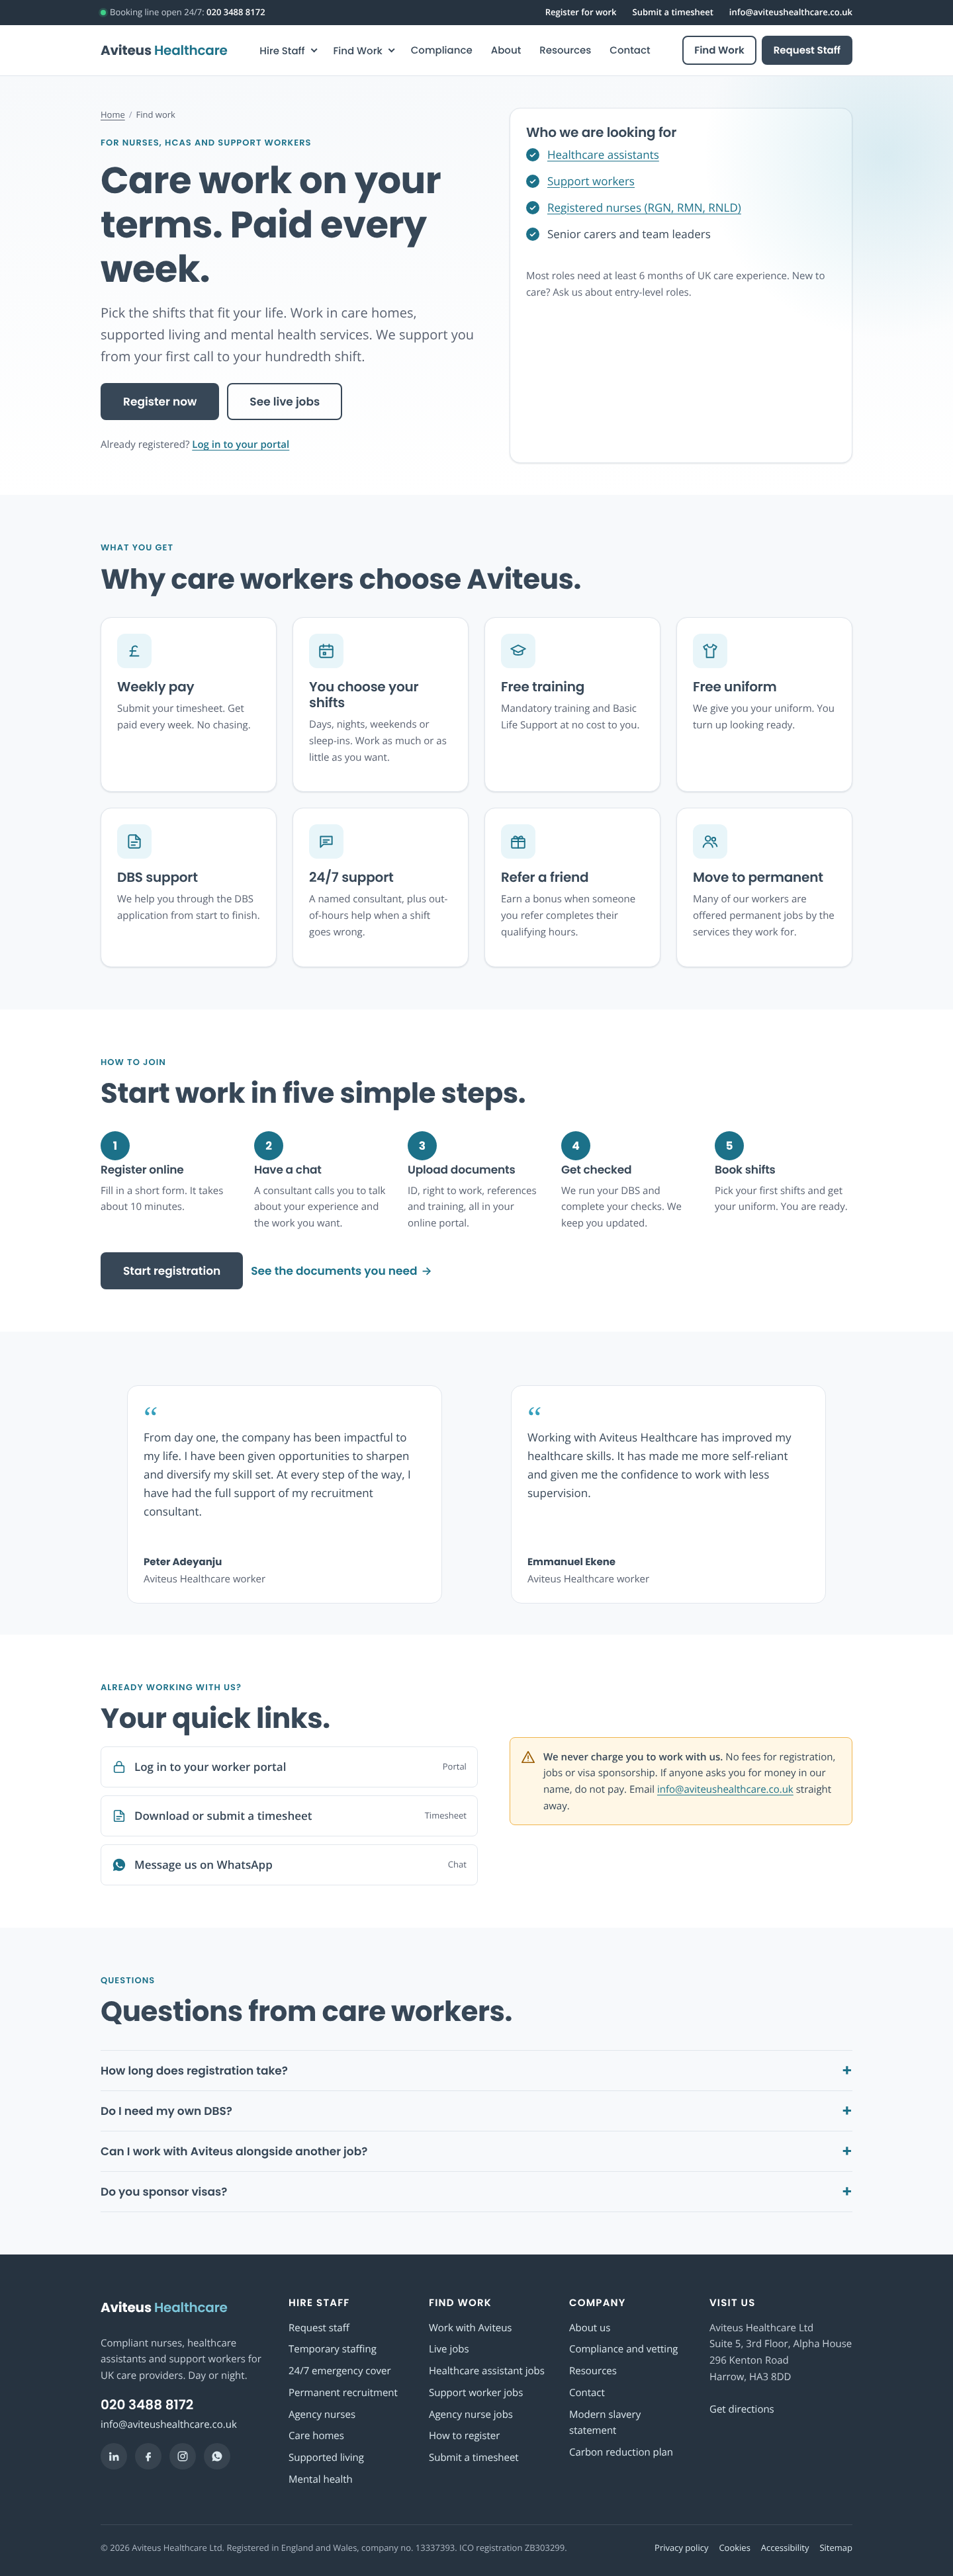 Booking line open 24/7: 020 3488 8172
Register for work
Submit a timesheet
info@aviteushealthcare.co.uk
Aviteus Healthcare
Hire Staff
Find Work
Compliance
About
Resources
Contact
Find Work
Request Staff
Home / Find work
FOR NURSES, HCAS AND SUPPORT WORKERS
Care work on your
terms. Paid every
week.
Pick the shifts that fit your life. Work in care homes,
supported living and mental health services. We support you
from your first call to your hundredth shift.
Register now
See live jobs
Already registered? Log in to your portal
Who we are looking for
Healthcare assistants
Support workers
Registered nurses (RGN, RMN, RNLD)
Senior carers and team leaders
Most roles need at least 6 months of UK care experience. New to
care? Ask us about entry-level roles.
WHAT YOU GET
Why care workers choose Aviteus.
£
Weekly pay
Submit your timesheet. Get
paid every week. No chasing.
You choose your
shifts
Days, nights, weekends or
sleep-ins. Work as much or as
little as you want.
Free training
Mandatory training and Basic
Life Support at no cost to you.
Free uniform
We give you your uniform. You
turn up looking ready.
DBS support
We help you through the DBS
application from start to finish.
24/7 support
A named consultant, plus out-
of-hours help when a shift
goes wrong.
Refer a friend
Earn a bonus when someone
you refer completes their
qualifying hours.
Move to permanent
Many of our workers are
offered permanent jobs by the
services they work for.
HOW TO JOIN
Start work in five simple steps.
1
Register online
Fill in a short form. It takes
about 10 minutes.
2
Have a chat
A consultant calls you to talk
about your experience and
the work you want.
3
Upload documents
ID, right to work, references
and training, all in your
online portal.
4
Get checked
We run your DBS and
complete your checks. We
keep you updated.
5
Book shifts
Pick your first shifts and get
your uniform. You are ready.
Start registration
See the documents you need →
“
From day one, the company has been impactful to
my life. I have been given opportunities to sharpen
and diversify my skill set. At every step of the way, I
have had the full support of my recruitment
consultant.
Peter Adeyanju
Aviteus Healthcare worker
“
Working with Aviteus Healthcare has improved my
healthcare skills. It has made me more self-reliant
and given me the confidence to work with less
supervision.
Emmanuel Ekene
Aviteus Healthcare worker
ALREADY WORKING WITH US?
Your quick links.
Log in to your worker portal
Portal
Download or submit a timesheet
Timesheet
Message us on WhatsApp
Chat
We never charge you to work with us. No fees for registration,
jobs or visa sponsorship. If anyone asks you for money in our
name, do not pay. Email info@aviteushealthcare.co.uk straight
away.
QUESTIONS
Questions from care workers.
How long does registration take? +
Do I need my own DBS? +
Can I work with Aviteus alongside another job? +
Do you sponsor visas? +
Aviteus Healthcare
Compliant nurses, healthcare
assistants and support workers for
UK care providers. Day or night.
020 3488 8172
info@aviteushealthcare.co.uk
HIRE STAFF
Request staff
Temporary staffing
24/7 emergency cover
Permanent recruitment
Agency nurses
Care homes
Supported living
Mental health
FIND WORK
Work with Aviteus
Live jobs
Healthcare assistant jobs
Support worker jobs
Agency nurse jobs
How to register
Submit a timesheet
COMPANY
About us
Compliance and vetting
Resources
Contact
Modern slavery
statement
Carbon reduction plan
VISIT US
Aviteus Healthcare Ltd
Suite 5, 3rd Floor, Alpha House
296 Kenton Road
Harrow, HA3 8DD
Get directions
© 2026 Aviteus Healthcare Ltd. Registered in England and Wales, company no. 13337393. ICO registration ZB303299.
Privacy policy
Cookies
Accessibility
Sitemap